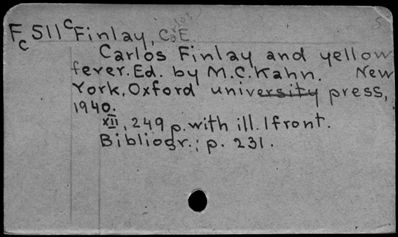 Fc 511c Finlay, C. E.
Carlos Finlay and yellow
fever. Ed. by M.C. Kahn. New
York, Oxford university press,
1940.
XII, 249 p. with ill. 1 front.
Bibliogr.: p. 231.